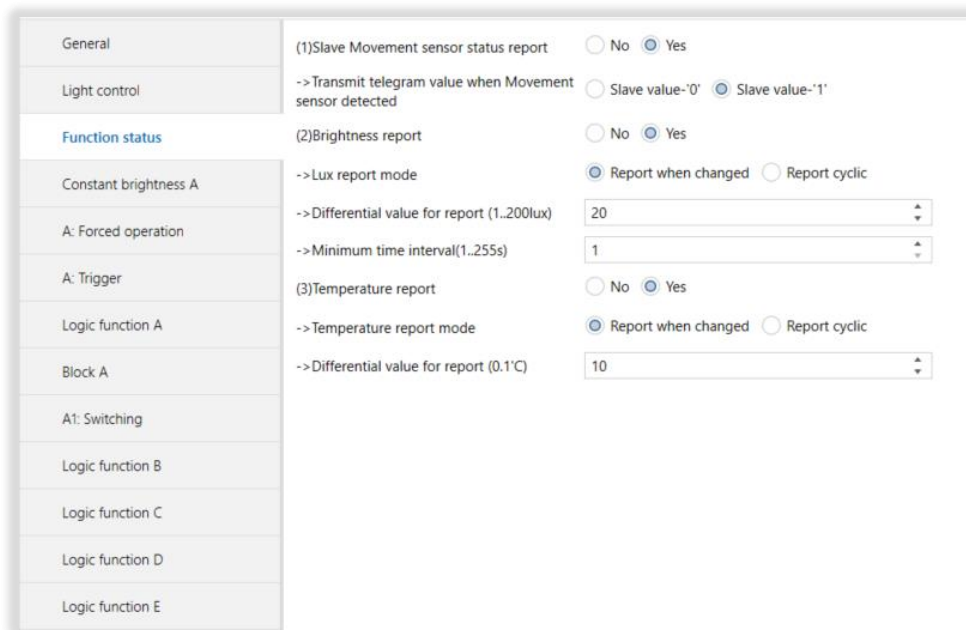 General
Light control
Function status
Constant brightness A
A: Forced operation
A: Trigger
Logic function A
Block A
A1: Switching
Logic function B
Logic function C
Logic function D
Logic function E
(1)Slave Movement sensor status report No Yes
->Transmit telegram value when Movement
sensor detected Slave value-'0' Slave value-'1'
(2)Brightness report No Yes
->Lux report mode Report when changed Report cyclic
->Differential value for report (1..200lux) 20
->Minimum time interval(1..255s) 1
(3)Temperature report No Yes
->Temperature report mode Report when changed Report cyclic
->Differential value for report (0.1'C) 10